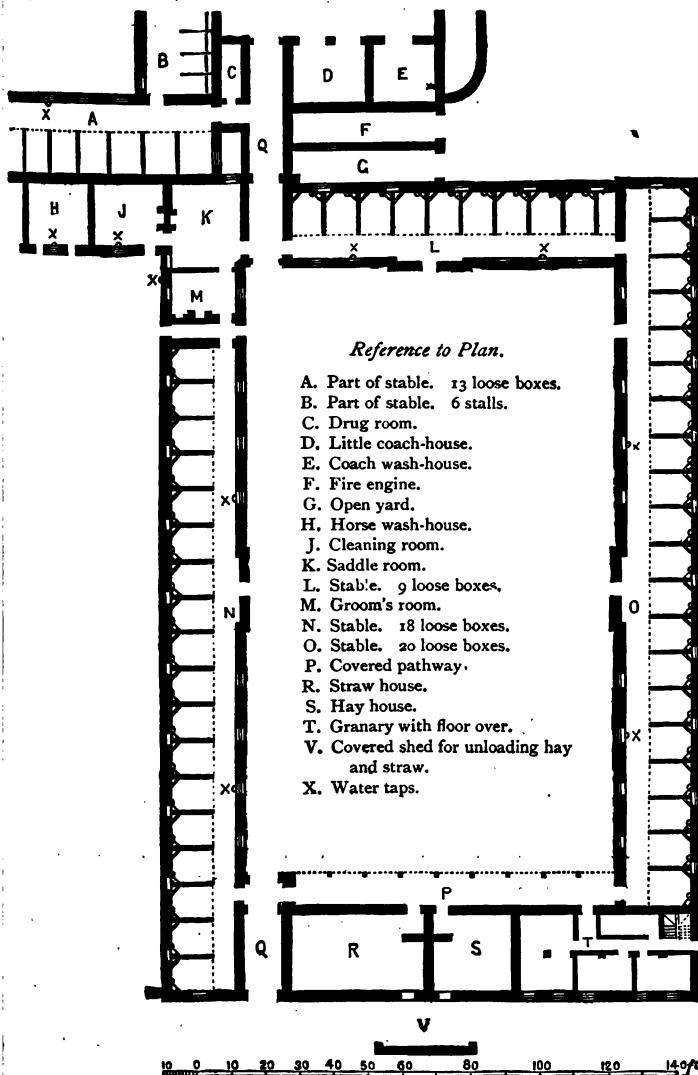 B
C
D
E
X
X
A
F
Q
G
H
J
K
X
X
X
X
L
X
M
Reference to Plan.
A. Part of stable. 13 loose boxes.
B. Part of stable. 6 stalls.
C. Drug room.
D. Little coach-house.
E. Coach wash-house.
F. Fire engine.
G. Open yard.
H. Horse wash-house.
J. Cleaning room.
K. Saddle room.
L. Stable. 9 loose boxes.
M. Groom's room.
N. Stable. 18 loose boxes.
O. Stable. 20 loose boxes.
P. Covered pathway.
R. Straw house.
S. Hay house.
T. Granary with floor over.
V. Covered shed for unloading hay
and straw.
X. Water taps.
X
X
N
O
X
X
P
Q
R
S
T
V
10 0 10 20 30 40 60 80 100 120 140